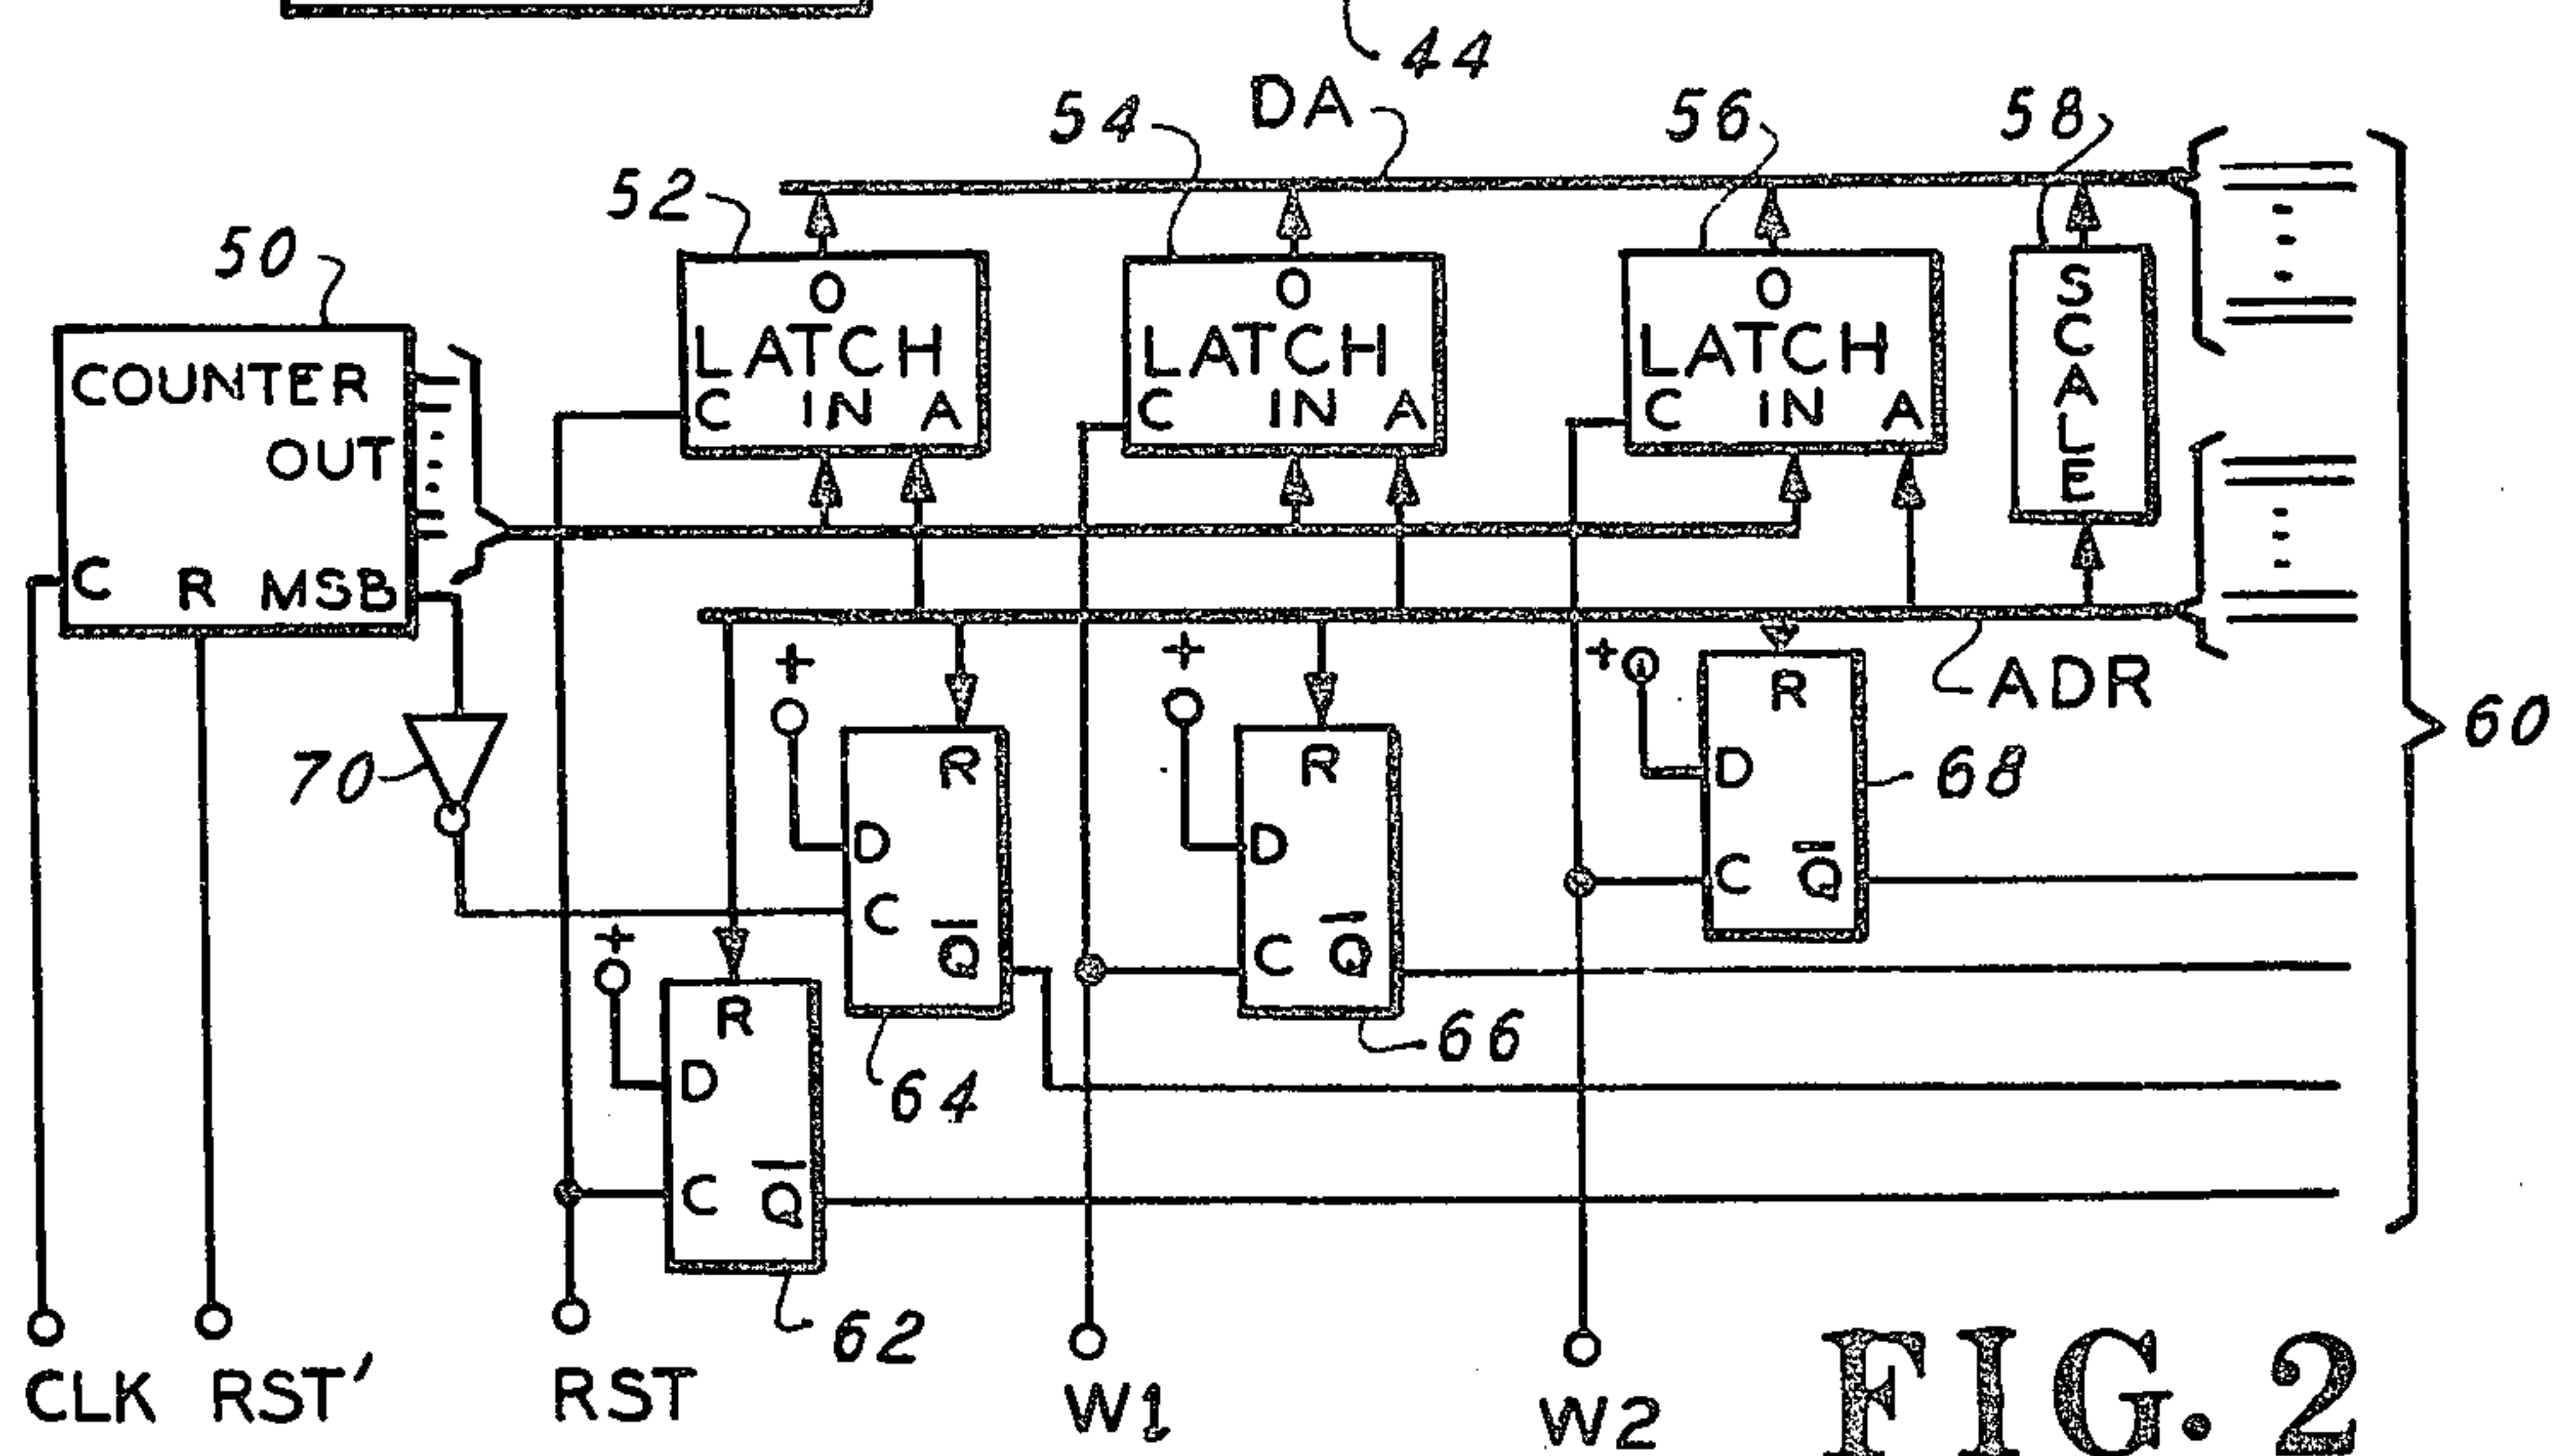 44
DA
54
56
58
52
50
COUNTER
OUT
C R MSB
O
LATCH
C IN A
O
LATCH
C IN A
O
LATCH
C IN A
SCALE
ADR
60
70
+
R
D
C Q̅
64
+
R
D
C Q̅
66
+
R
D
C Q̅
68
+
R
D
C Q̅
62
CLK RST' RST W1 W2
FIG. 2